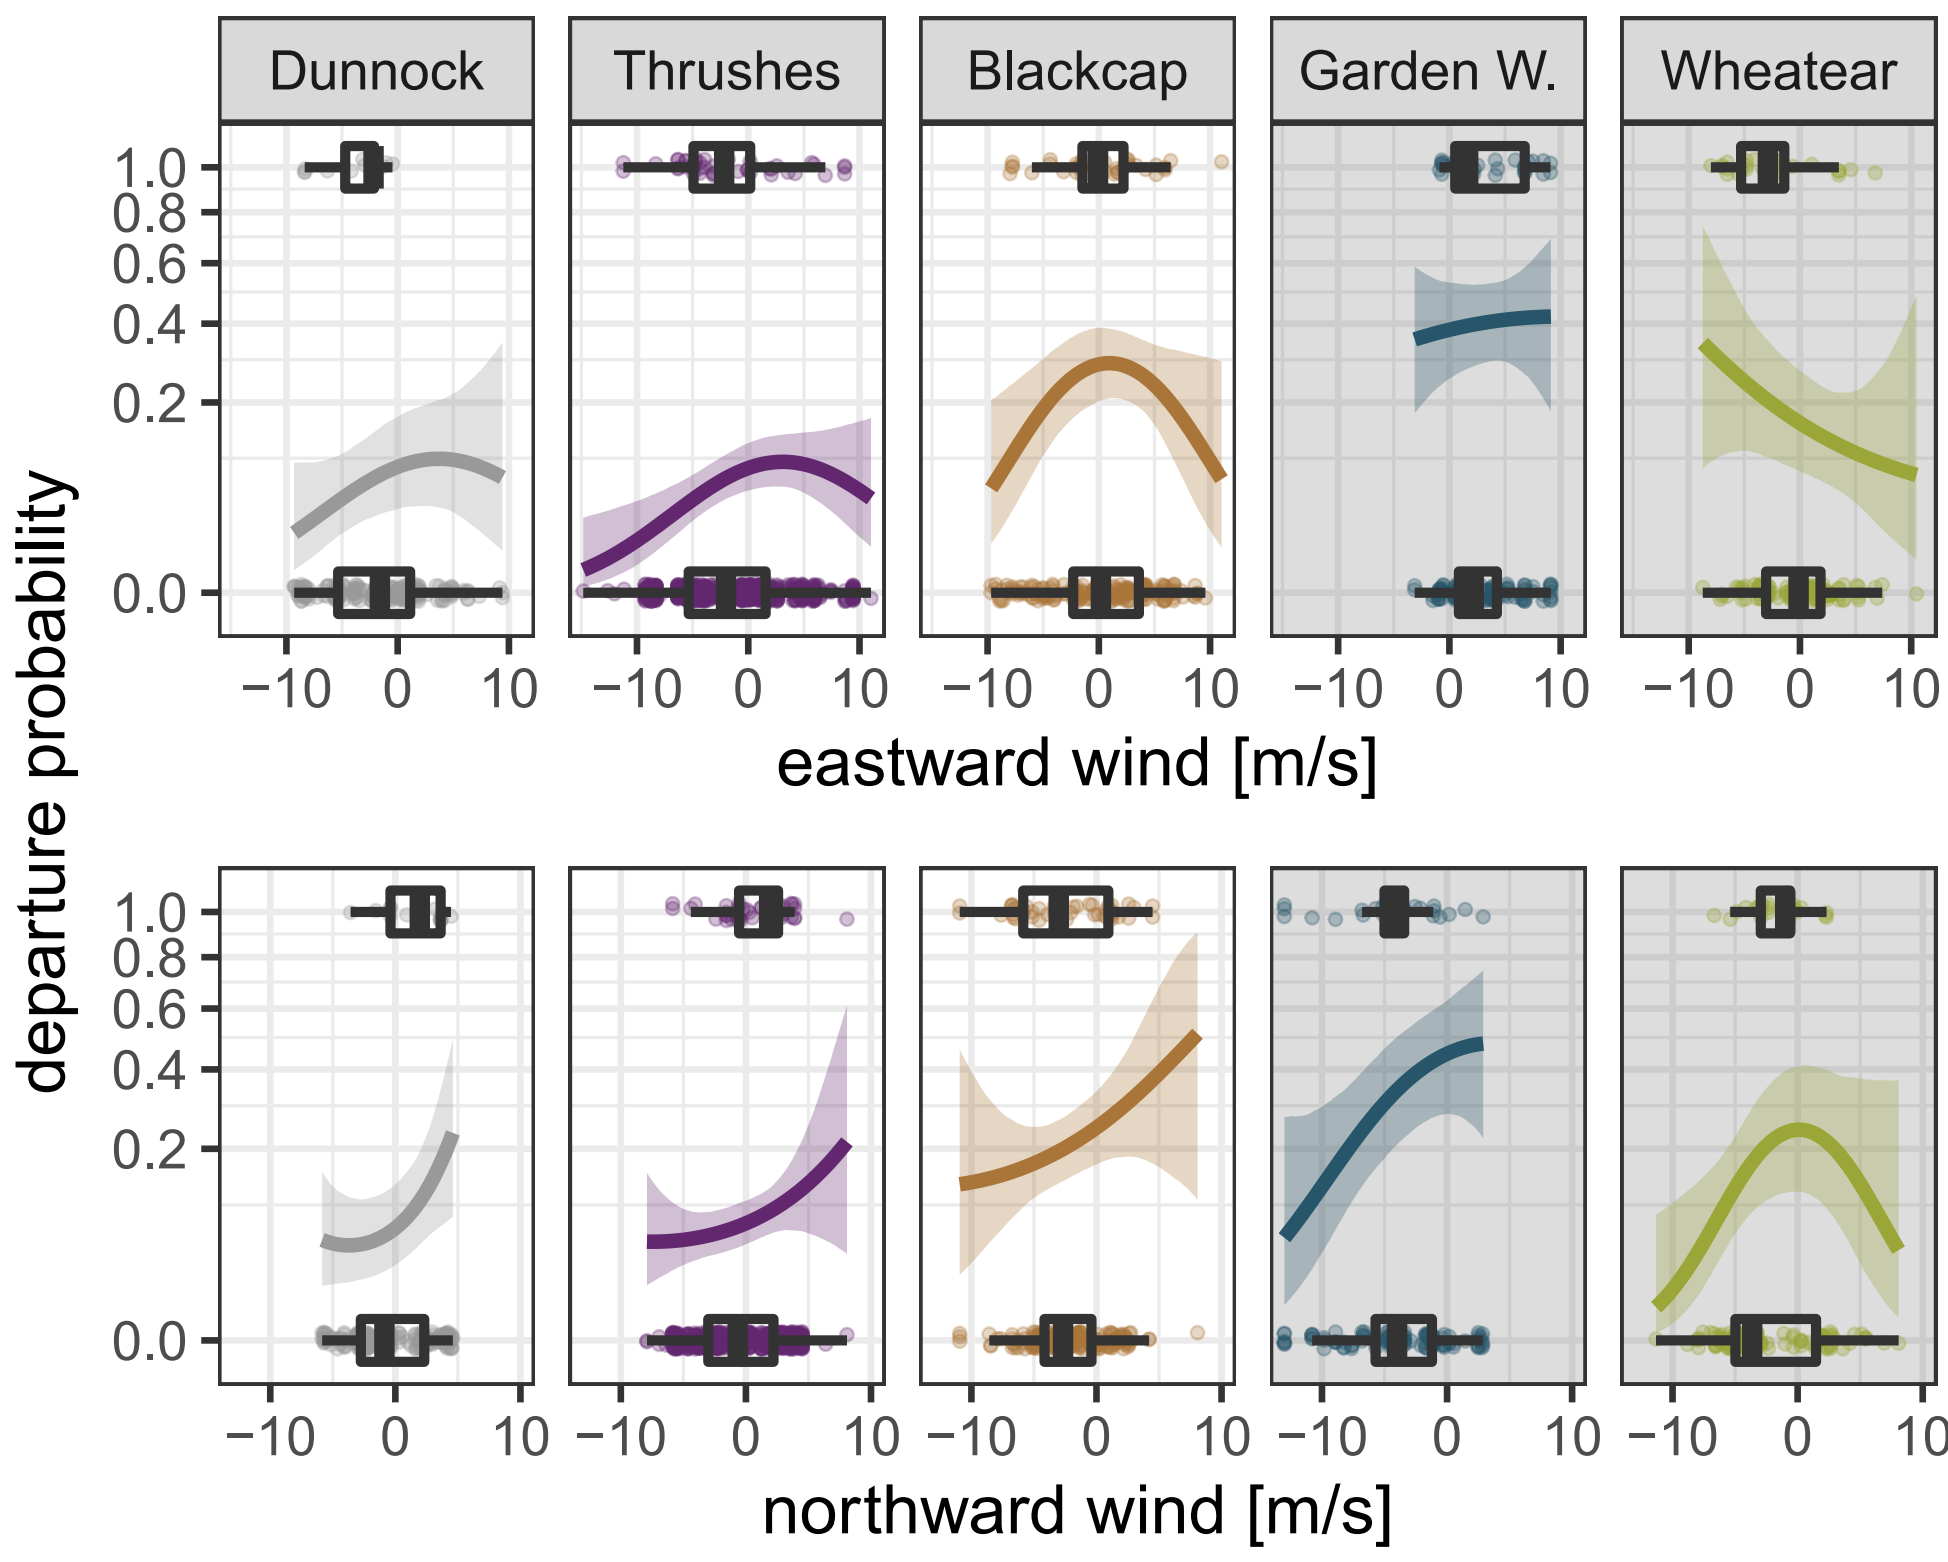 Dunnock Thrushes Blackcap Garden W. Wheatear
1.0
0.8
0.6
0.4
0.2
0.0
−10 0 10 −10 0 10 −10 0 10 −10 0 10 −10 0 10
eastward wind [m/s]
departure probability
1.0
0.8
0.6
0.4
0.2
0.0
−10 0 10 −10 0 10 −10 0 10 −10 0 10 −10 0 10
northward wind [m/s]